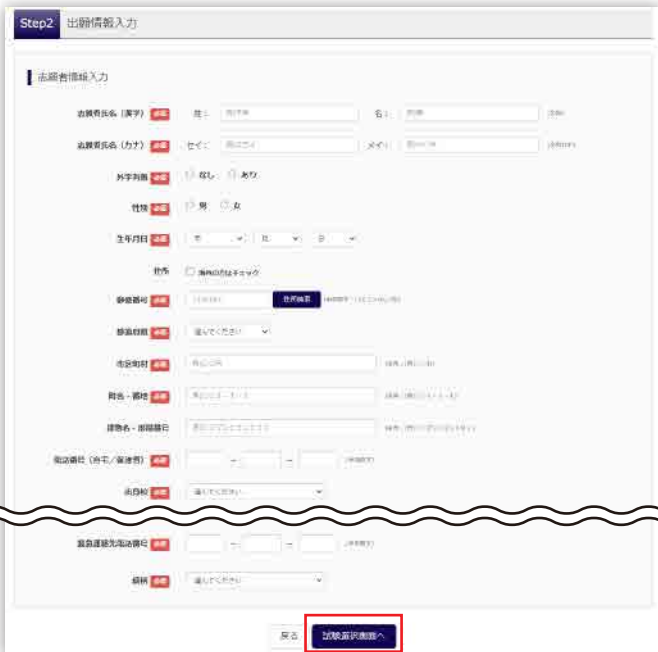 Step2 出願情報入力
志願者情報入力
志願者氏名（漢字） 必須 姓： 名：
志願者氏名（カナ） 必須 セイ： メイ：
外字判断 必須 なし あり
性別 必須 男 女
生年月日 必須 年 月 日
住所 海外の方はチェック
郵便番号 必須 住所検索
都道府県 必須 選んでください
市区町村 必須
町名・番地 必須
建物名・部屋番号
電話番号（自宅／保護者） 必須 - -
出身校 必須 選んでください
緊急連絡先電話番号 必須 - -
続柄 必須 選んでください
戻る 試験選択画面へ